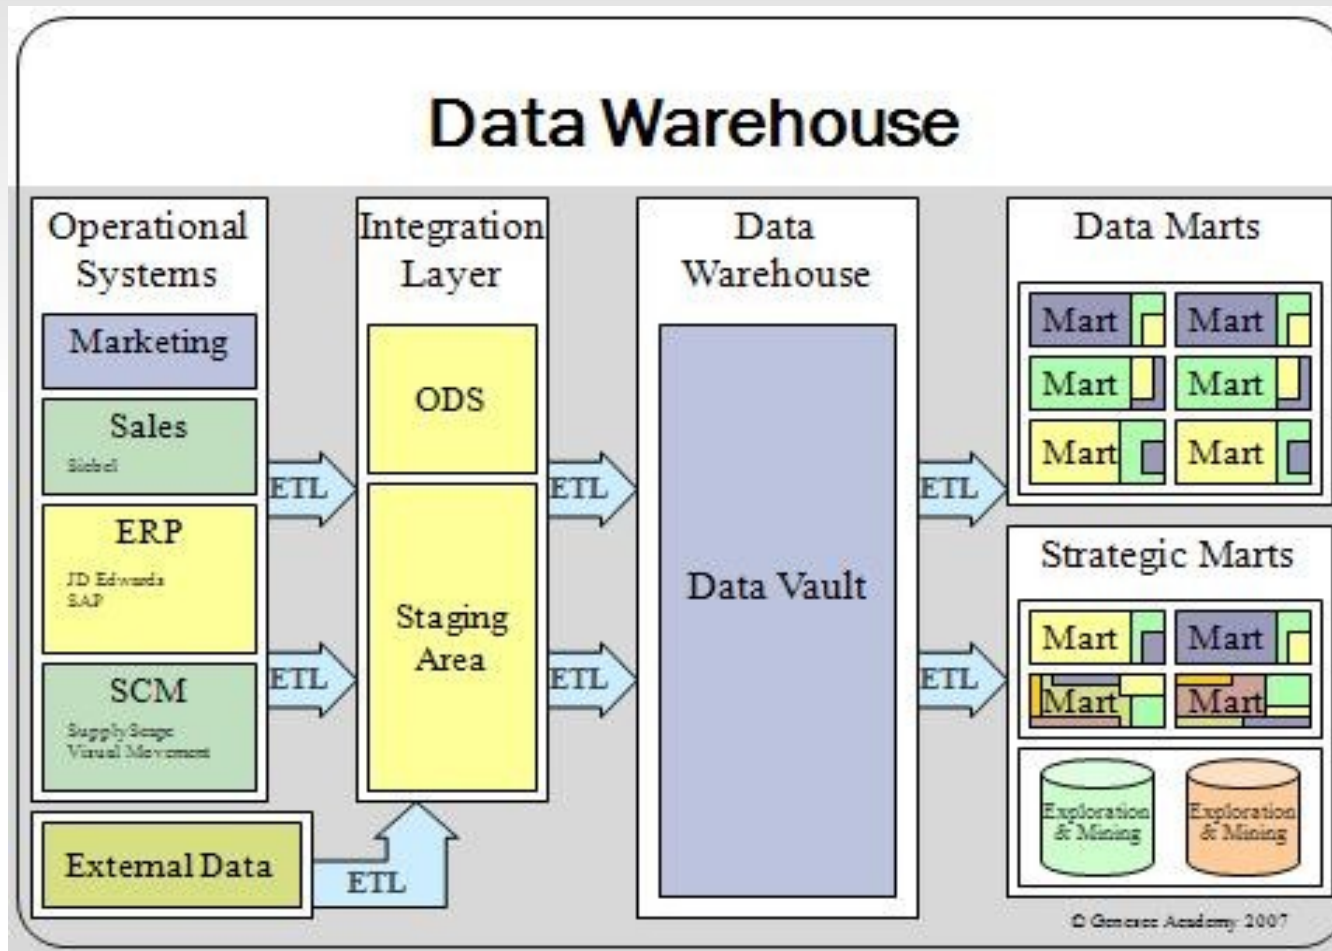 Data Warehouse
Operational
Systems
Marketing
Sales
Siebel
ERP
JD Edwards
SAP
SCM
SupplyScape
Visual Movement
External Data
ETL
ETL
ETL
Integration
Layer
ODS
Staging
Area
ETL
ETL
Data
Warehouse
Data Vault
ETL
ETL
Data Marts
Mart
Mart
Mart
Mart
Mart
Mart
Strategic Marts
Mart
Mart
Mart
Mart
Exploration
& Mining
Exploration
& Mining
© Genesee Academy 2007